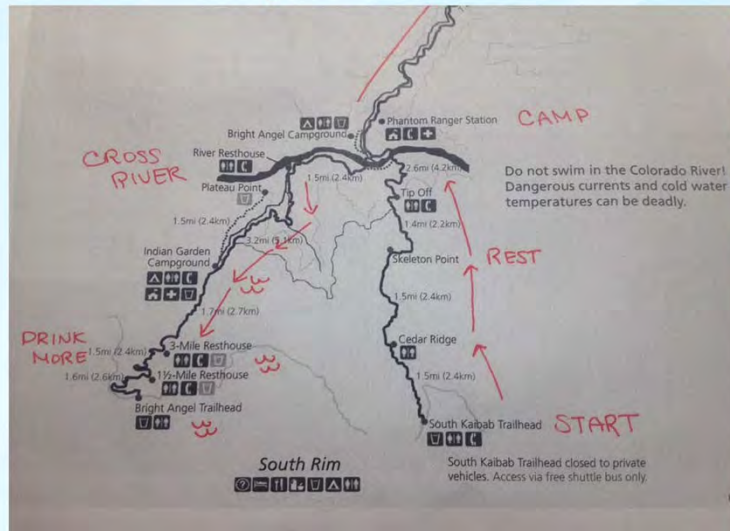 Phantom Ranger Station
CAMP
Bright Angel Campground
River Resthouse
CROSS
RIVER
2.6mi (4.2km)
1.5mi (2.4km)
Do not swim in the Colorado River!
Dangerous currents and cold water
temperatures can be deadly.
Plateau Point
Tip Off
1.5mi (2.4km)
1.4mi (2.2km)
3.2mi (5.1km)
Indian Garden
Campground
Skeleton Point
REST
1.5mi (2.4km)
1.7mi (2.7km)
DRINK
MORE
1.5mi (2.4km)
3-Mile Resthouse
Cedar Ridge
1.6mi (2.6km)
1½-Mile Resthouse
1.5mi (2.4km)
Bright Angel Trailhead
South Kaibab Trailhead
START
South Rim
South Kaibab Trailhead closed to private
vehicles. Access via free shuttle bus only.